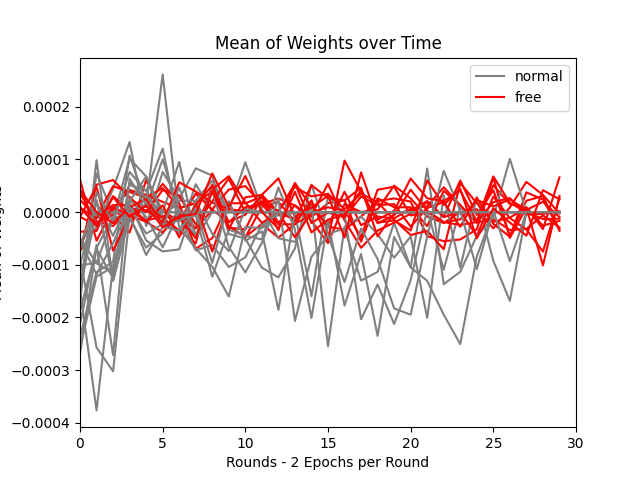 Mean of Weights over Time
normal
free
0.0002
0.0001
0.0000
−0.0001
−0.0002
−0.0003
−0.0004
0 5 10 15 20 25 30
Rounds - 2 Epochs per Round